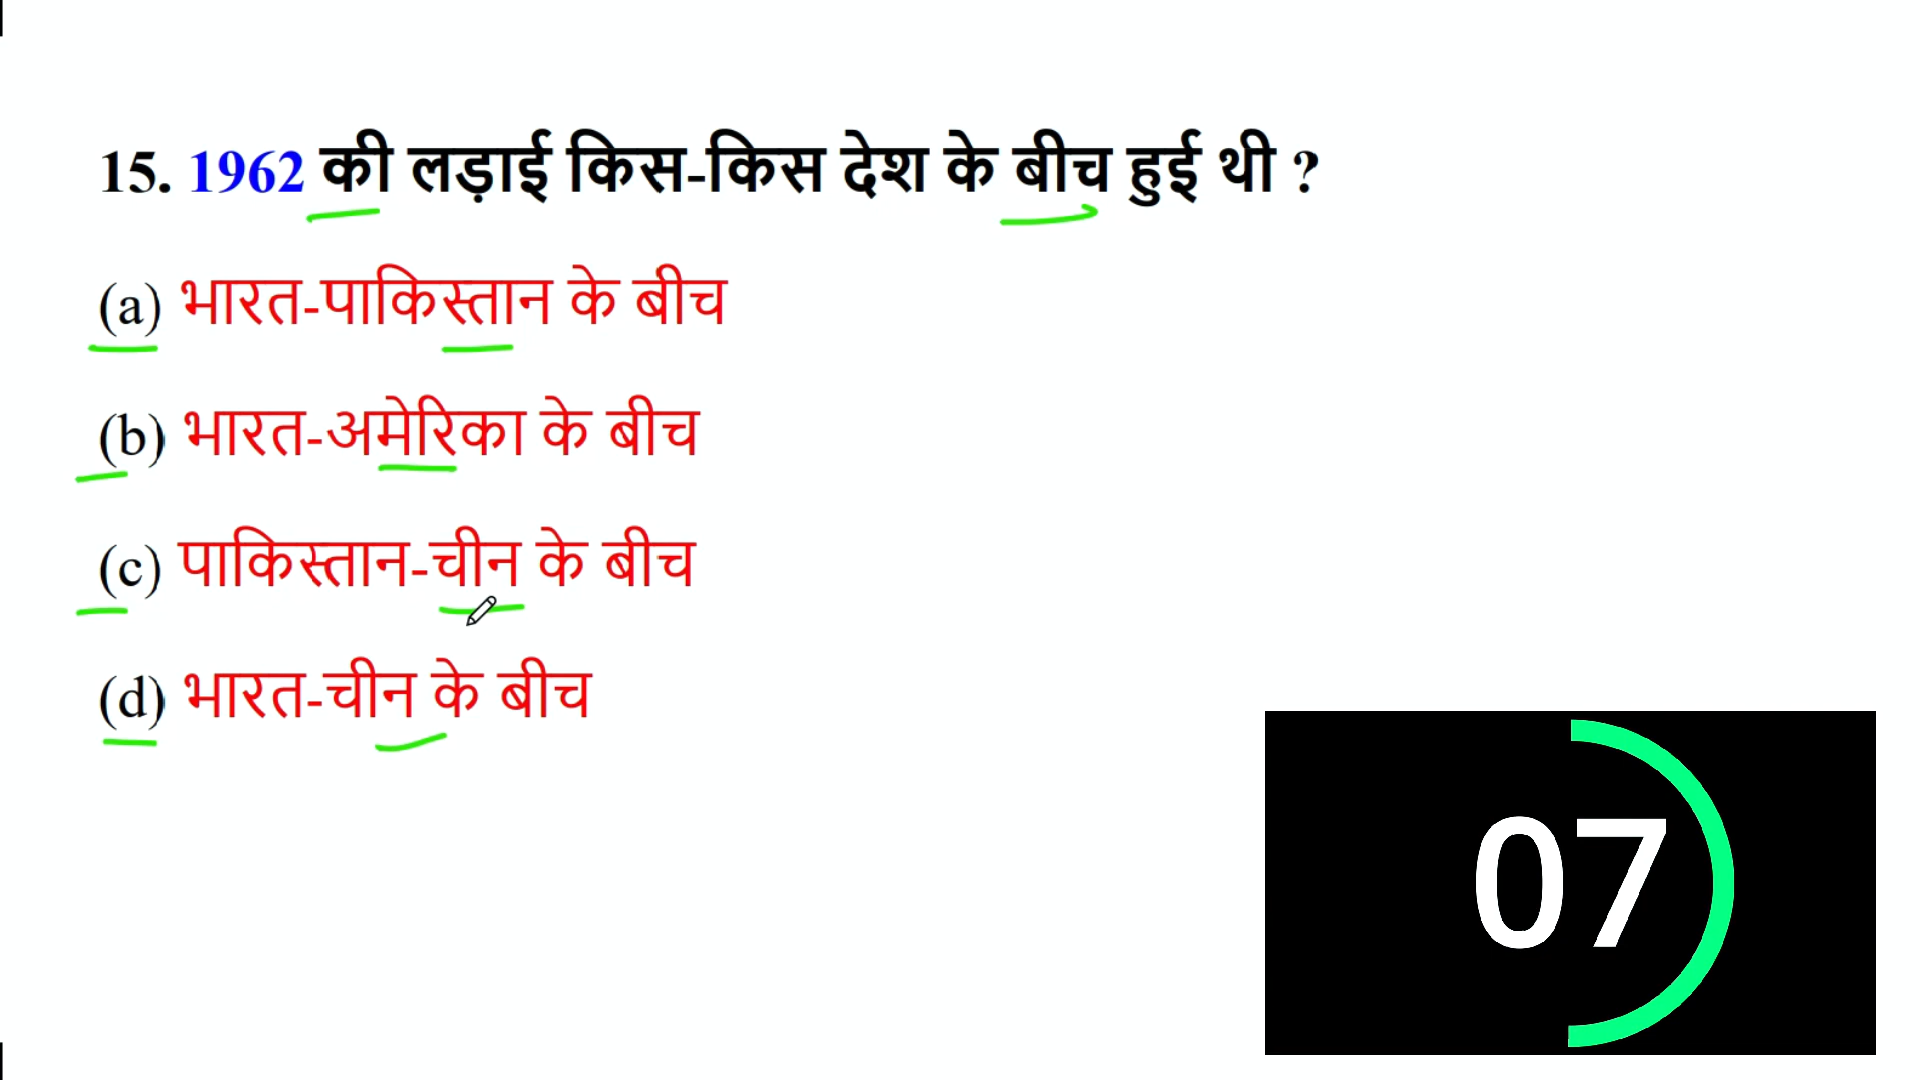 15. 1962 की लड़ाई किस-किस देश के बीच हुई थी ?
(a) भारत-पाकिस्तान के बीच
(b) भारत-अमेरिका के बीच
(c) पाकिस्तान-चीन के बीच
(d) भारत-चीन के बीच
07